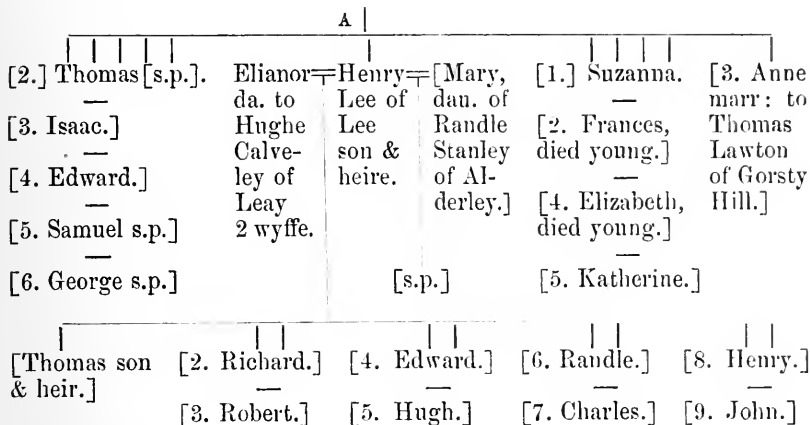 A
[2.] Thomas [s.p.].
[3. Isaac.]
[4. Edward.]
[5. Samuel s.p.]
[6. George s.p.]
Elianor
da. to
Hughe
Calve-
ley of
Leay
2 wyffe.
Henry
Lee of
Lee
son &
heire.
[Mary,
dau. of
Randle
Stanley
of Al-
derley.]
[s.p.]
[1.] Suzanna.
[2. Frances,
died young.]
[4. Elizabeth,
died young.]
[5. Katherine.]
[3. Anne
marr: to
Thomas
Lawton
of Gorsty
Hill.]
[Thomas son
& heir.]
[2. Richard.]
[3. Robert.]
[4. Edward.]
[5. Hugh.]
[6. Randle.]
[7. Charles.]
[8. Henry.]
[9. John.]